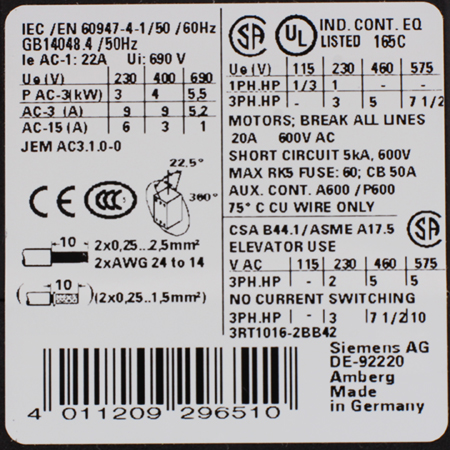 IEC /EN 60947-4-1/50 /60Hz
GB14048.4 /50Hz
Ie AC-1: 22A Ui: 690 V
Ue (V) 230 400 690
P AC-3(kW) 3 4 5,5
AC-3 (A) 9 9 5,2
AC-15 (A) 6 3 1
JEM AC3.1.0-0
22.5°
360°
CE CCC
10 2x0,25...2,5mm²
2xAWG 24 to 14
10 (2x0,25...1,5mm²)
SA UL IND. CONT. EQ
LISTED 165C
Ue (V) 115 230 460 575
1PH.HP 1/3 1 - -
3PH.HP - 3 5 7 1/2
MOTORS; BREAK ALL LINES
20A 600V AC
SHORT CIRCUIT 5kA, 600V
MAX RK5 FUSE: 60; CB 50A
AUX. CONT. A600 / P600
75° C CU WIRE ONLY
CSA B44.1/ASME A17.5 SA
ELEVATOR USE
V AC 115 230 460 575
3PH.HP - 2 5 5
NO CURRENT SWITCHING
3PH.HP - 3 7 1/2 10
3RT1016-2BB42
Siemens AG
DE-92220
Amberg
Made
in Germany
4 011209 296510